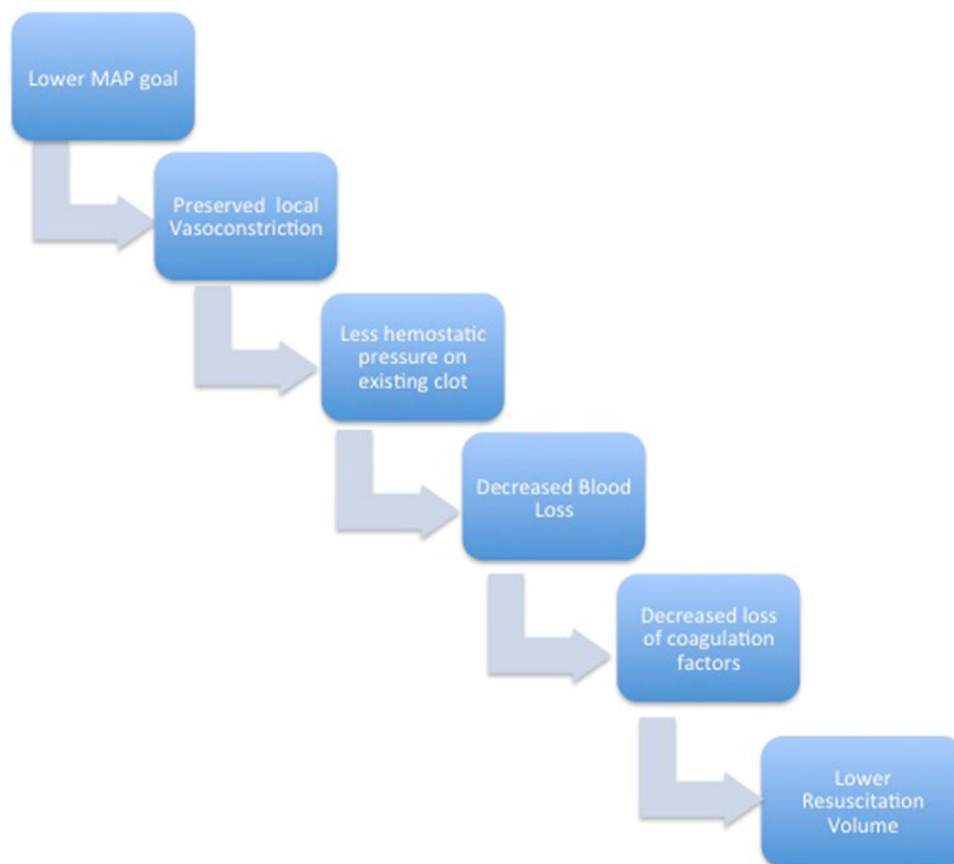 Lower MAP goal
Preserved local
Vasoconstriction
Less hemostatic
pressure on
existing clot
Decreased Blood
Loss
Decreased loss
of coagulation
factors
Lower
Resuscitation
Volume